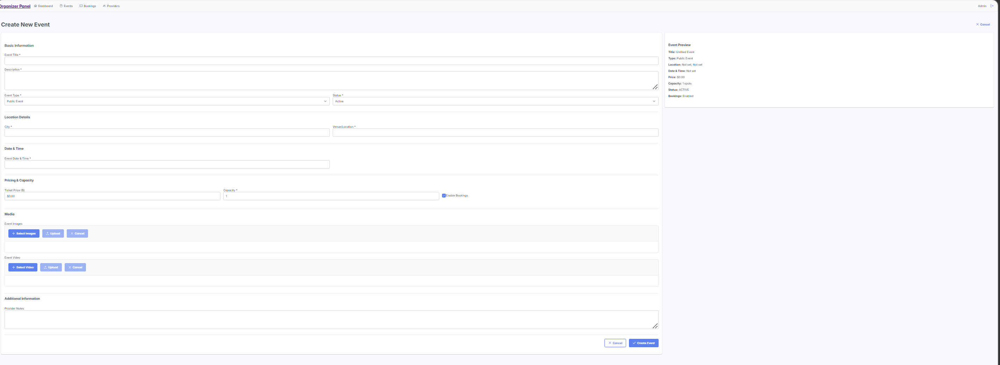 Organizer Panel Dashboard Events Bookings Providers Admin
Create New Event Cancel
Basic Information
Event Title *
Description *
Event Type * Status *
Public Event Active
Location Details
City * Venue/Location *
Date & Time
Event Date & Time *
Pricing & Capacity
Ticket Price ($) Capacity *
$0.00 1 Enable Bookings
Media
Event Images
Select Images Upload Cancel
Event Video
Select Video Upload Cancel
Additional Information
Provider Notes
Cancel Create Event
Event Preview
Title: Untitled Event
Type: Public Event
Location: Not set, Not set
Date & Time: Not set
Price: $0.00
Capacity: 1 spots
Status: ACTIVE
Bookings: Enabled